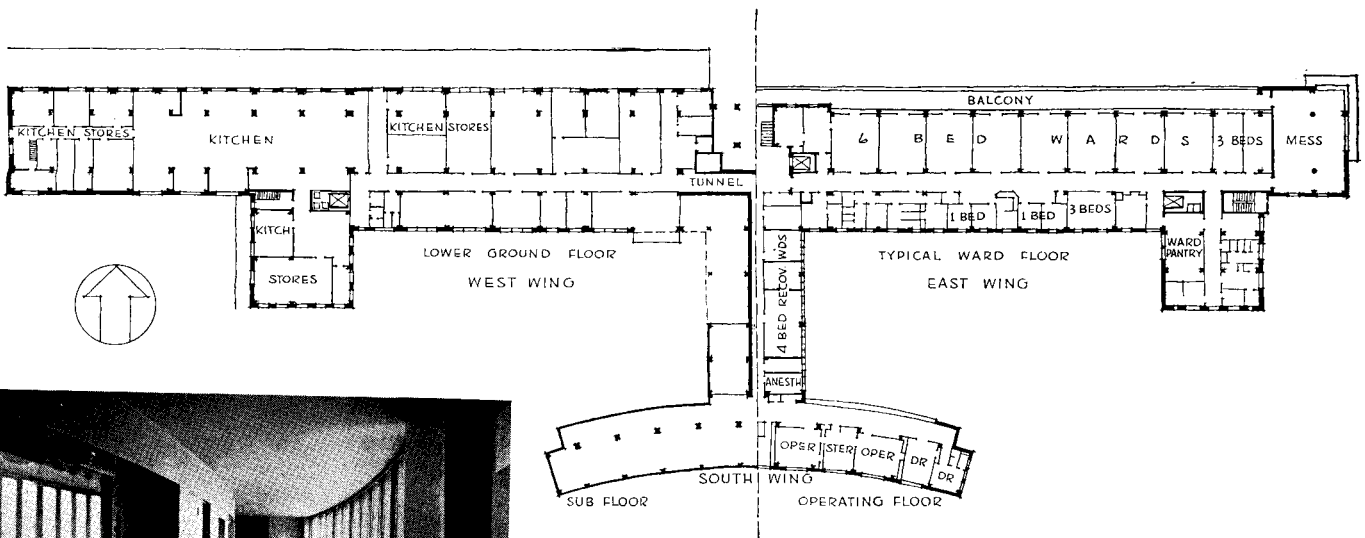 BALCONY
KITCHEN STORES
KITCHEN
KITCHEN STORES
6 BED WARDS
3 BEDS
MESS
TUNNEL
1 BED
1 BED
3 BEDS
KITCH
STORES
LOWER GROUND FLOOR
WEST WING
4 BED RECOV. WDS
TYPICAL WARD FLOOR
EAST WING
WARD
PANTRY
ANESTH
OPER
STER
OPER
DR
DR
SOUTH WING
SUB FLOOR
OPERATING FLOOR